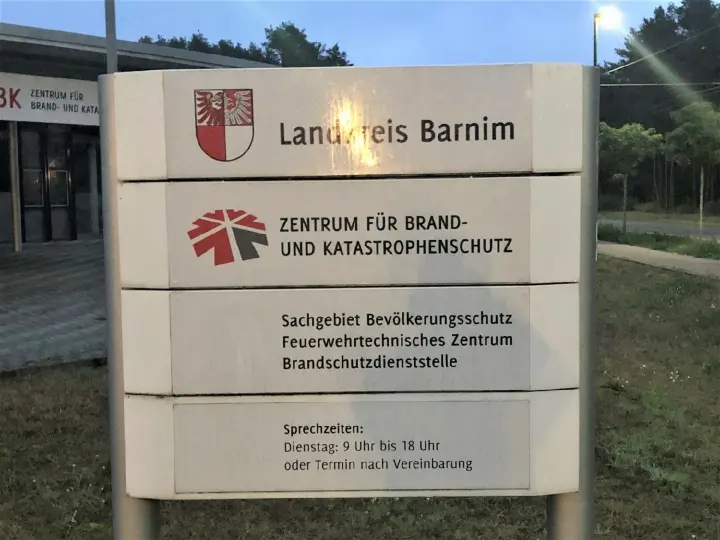 BK ZENTRUM FÜR
BRAND- UND KATA
Landkreis Barnim
ZENTRUM FÜR BRAND-
UND KATASTROPHENSCHUTZ
Sachgebiet Bevölkerungsschutz
Feuerwehrtechnisches Zentrum
Brandschutzdienststelle
Sprechzeiten:
Dienstag: 9 Uhr bis 18 Uhr
oder Termin nach Vereinbarung